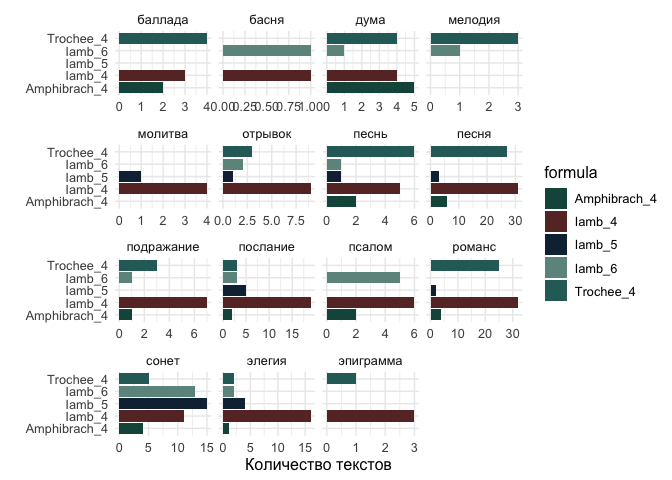 баллада басня дума мелодия
Trochee_4
Iamb_6
Iamb_5
Iamb_4
Amphibrach_4
0 1 2 3 4 0.00 0.25 0.50 0.75 1.00 0 1 2 3 4 5 0 1 2 3
молитва отрывок песнь песня
Trochee_4
Iamb_6
Iamb_5
Iamb_4
Amphibrach_4
0 1 2 3 4 0.0 2.5 5.0 7.5 0 2 4 6 0 10 20 30
подражание послание псалом романс
Trochee_4
Iamb_6
Iamb_5
Iamb_4
Amphibrach_4
0 2 4 6 0 5 10 15 0 2 4 6 0 10 20 30
сонет элегия эпиграмма
Trochee_4
Iamb_6
Iamb_5
Iamb_4
Amphibrach_4
0 5 10 15 0 5 10 15 0 1 2 3
Количество текстов
formula
Amphibrach_4
Iamb_4
Iamb_5
Iamb_6
Trochee_4